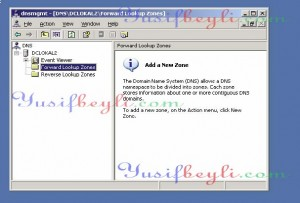 dnsmgmt - [DNS\DCLOKAL2\Forward Lookup Zones]
File Action View Window Help
DNS
DCLOKAL2
Event Viewer
Forward Lookup Zones
Reverse Lookup Zones
Forward Lookup Zones
Add a New Zone
The Domain Name System (DNS) allows a DNS
namespace to be divided into zones. Each zone
stores information about one or more contiguous DNS
domains.
To add a new zone, on the Action menu, click New
Zone.
Yusifbeyli.com
Yusifbeyli.com
Yusifbeyli.com